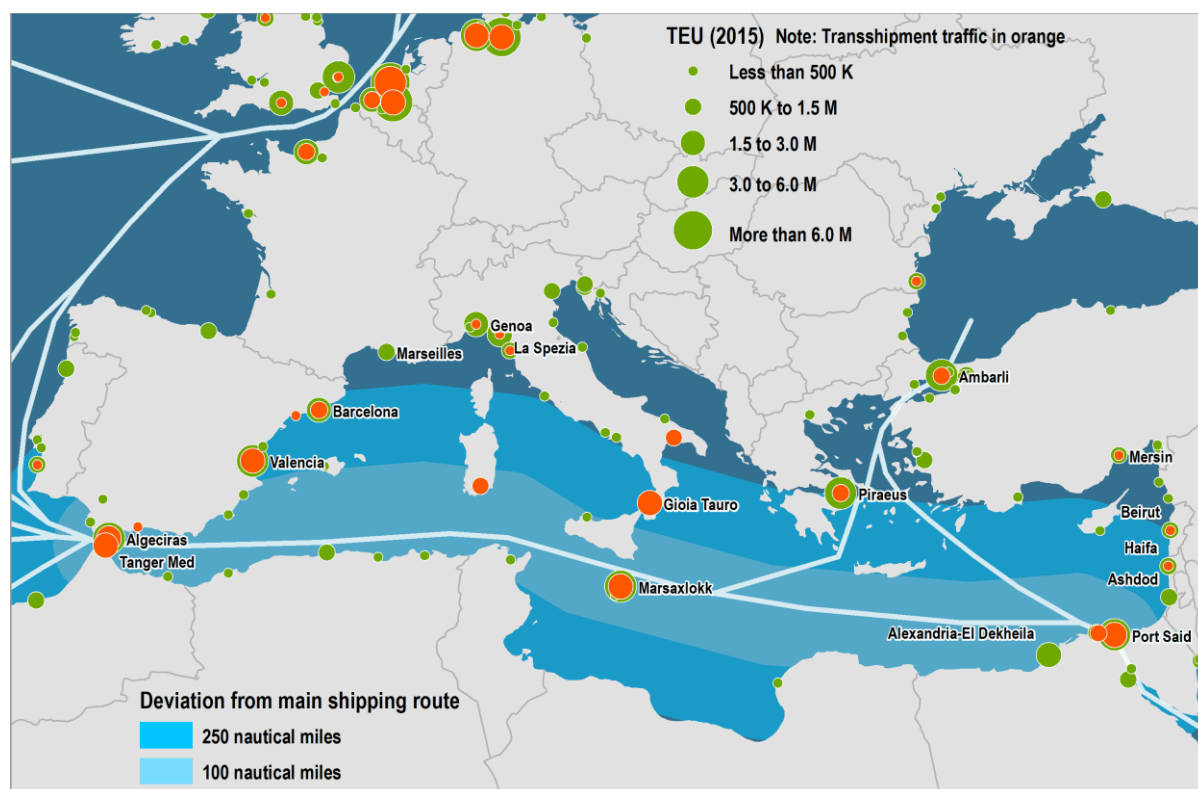 TEU (2015) Note: Transshipment traffic in orange
Less than 500 K
500 K to 1.5 M
1.5 to 3.0 M
3.0 to 6.0 M
More than 6.0 M
Genoa
La Spezia
Marseilles
Ambarli
Barcelona
Mersin
Valencia
Piraeus
Gioia Tauro
Beirut
Algeciras
Haifa
Tanger Med
Ashdod
Marsaxlokk
Alexandria-El Dekheila
Port Said
Deviation from main shipping route
250 nautical miles
100 nautical miles